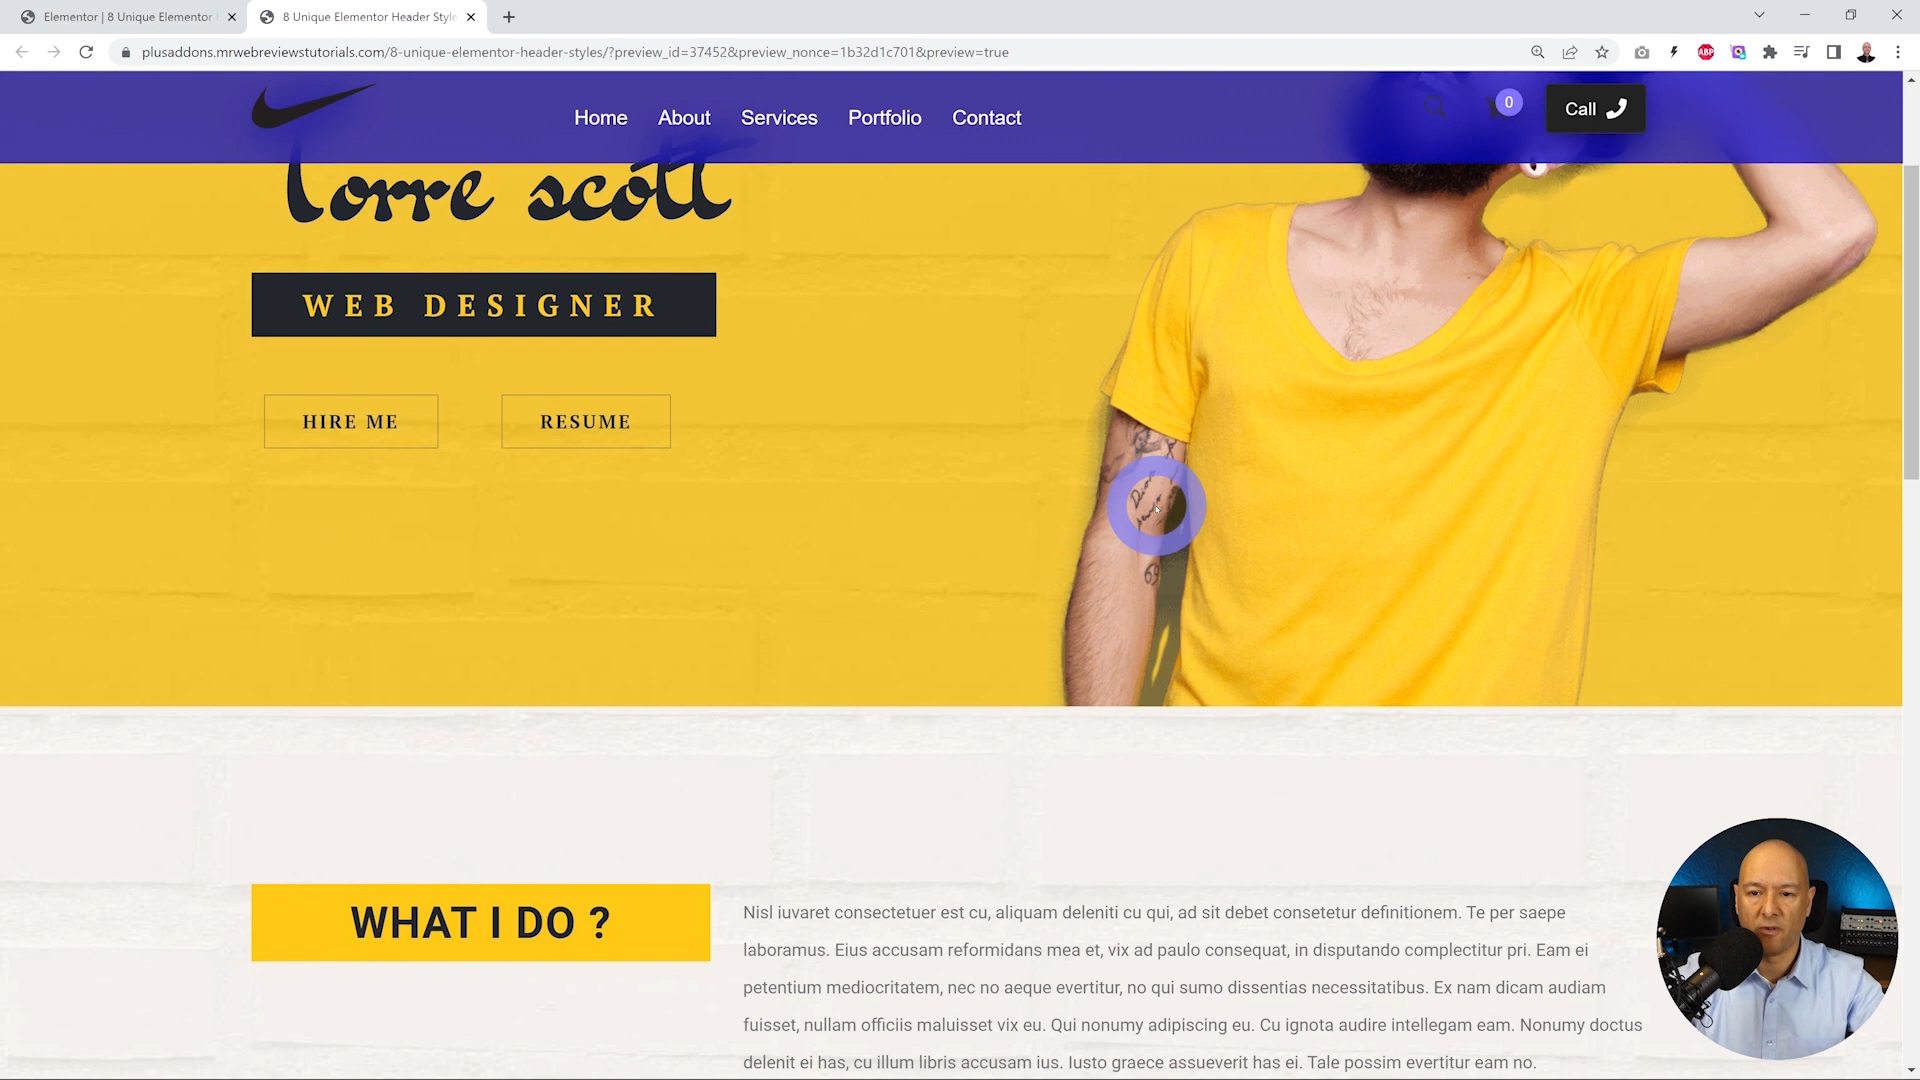 Elementor | 8 Unique Elementor
8 Unique Elementor Header Style
plusaddons.mrwebreviewstutorials.com/8-unique-elementor-header-styles/?preview_id=37452&preview_nonce=1b32d1c701&preview=true
ABP
Home About Services Portfolio Contact
0
Call
Torre scott
WEB DESIGNER
HIRE ME RESUME
69
WHAT I DO ?
Nisl iuvaret consectetuer est cu, aliquam deleniti cu qui, ad sit debet consetetur definitionem. Te per saepe
laboramus. Eius accusam reformidans mea et, vix ad paulo consequat, in disputando complectitur pri. Eam ei
petentium mediocritatem, nec no aeque evertitur, no qui sumo dissentias necessitatibus. Ex nam dicam audiam
fuisset, nullam officiis maluisset vix eu. Qui nonumy adipiscing eu. Cu ignota audire intellegam eam. Nonumy doctus
delenit ei has, cu illum libris accusam ius. Iusto graece assueverit has ei. Tale possim evertitur eam no.